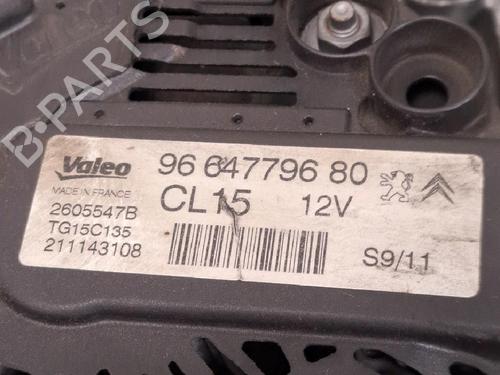 B-PARTS
Valeo
96 647796 80
MADE IN FRANCE
CL15 12V
2605547B
TG15C135
211143108
S9/11